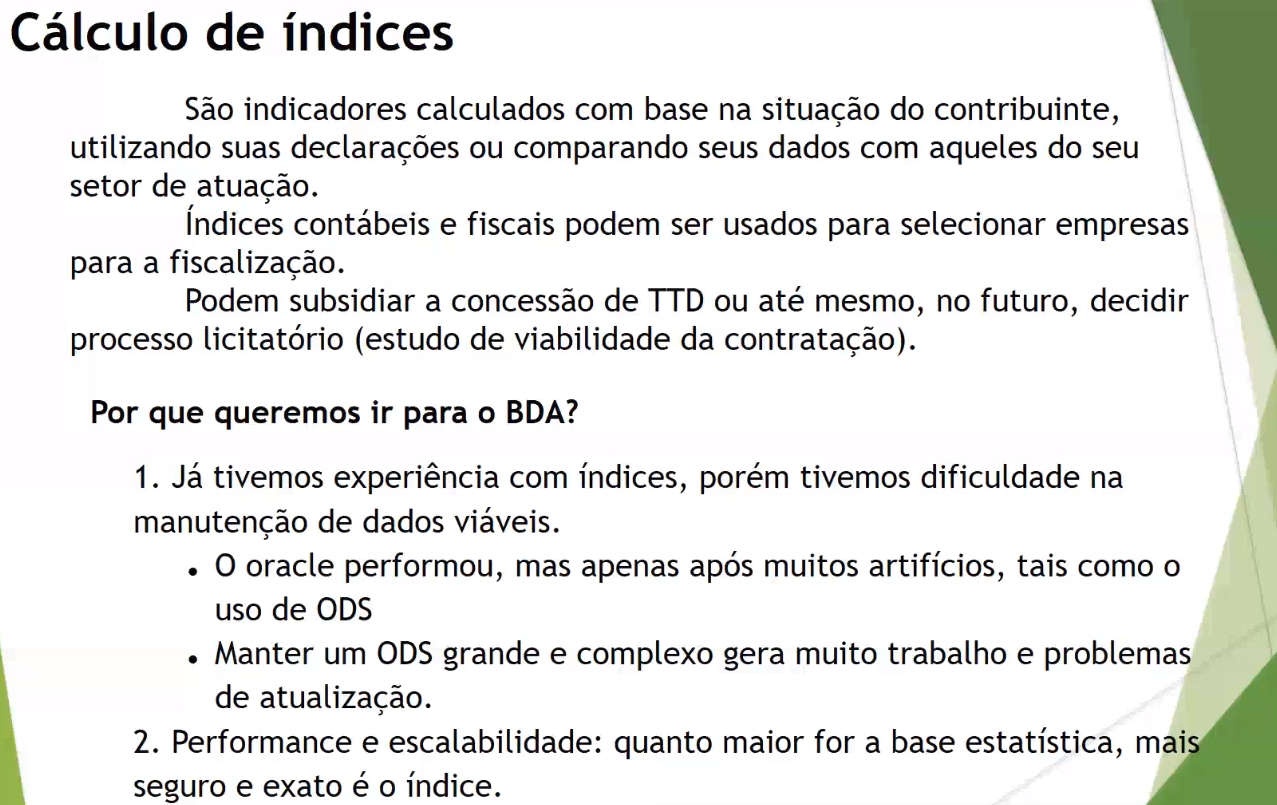 Cálculo de índices
São indicadores calculados com base na situação do contribuinte,
utilizando suas declarações ou comparando seus dados com aqueles do seu
setor de atuação.
Índices contábeis e fiscais podem ser usados para selecionar empresas
para a fiscalização.
Podem subsidiar a concessão de TTD ou até mesmo, no futuro, decidir
processo licitatório (estudo de viabilidade da contratação).
Por que queremos ir para o BDA?
1. Já tivemos experiência com índices, porém tivemos dificuldade na
manutenção de dados viáveis.
• O oracle performou, mas apenas após muitos artifícios, tais como o
uso de ODS
• Manter um ODS grande e complexo gera muito trabalho e problemas
de atualização.
2. Performance e escalabilidade: quanto maior for a base estatística, mais
seguro e exato é o índice.